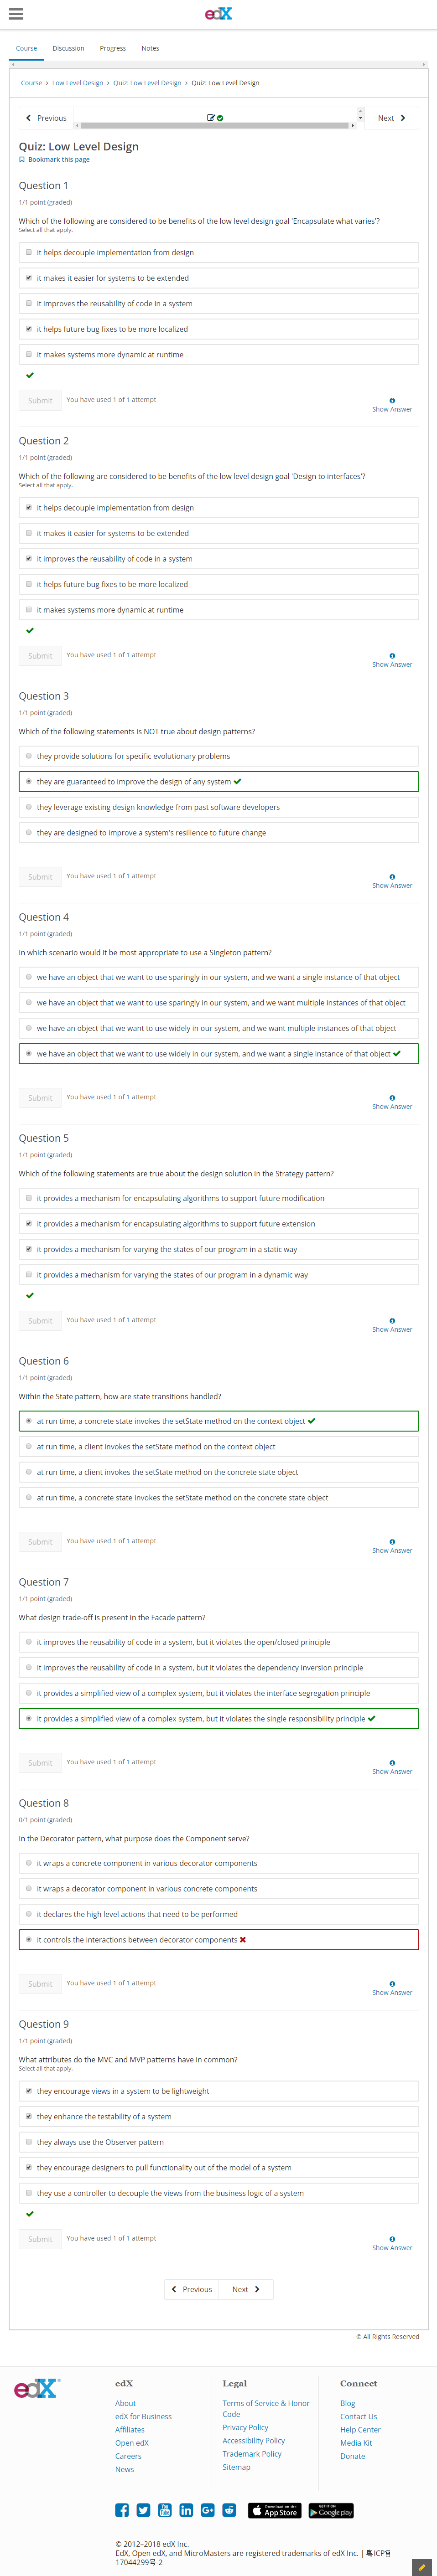 edX
Course Discussion Progress Notes
Course > Low Level Design > Quiz: Low Level Design > Quiz: Low Level Design
Previous Next
Quiz: Low Level Design
Bookmark this page
Question 1
1/1 point (graded)
Which of the following are considered to be benefits of the low level design goal 'Encapsulate what varies'?
Select all that apply.
it helps decouple implementation from design
it makes it easier for systems to be extended
it improves the reusability of code in a system
it helps future bug fixes to be more localized
it makes systems more dynamic at runtime
Submit You have used 1 of 1 attempt
Show Answer
Question 2
1/1 point (graded)
Which of the following are considered to be benefits of the low level design goal 'Design to interfaces'?
Select all that apply.
it helps decouple implementation from design
it makes it easier for systems to be extended
it improves the reusability of code in a system
it helps future bug fixes to be more localized
it makes systems more dynamic at runtime
Submit You have used 1 of 1 attempt
Show Answer
Question 3
1/1 point (graded)
Which of the following statements is NOT true about design patterns?
they provide solutions for specific evolutionary problems
they are guaranteed to improve the design of any system
they leverage existing design knowledge from past software developers
they are designed to improve a system's resilience to future change
Submit You have used 1 of 1 attempt
Show Answer
Question 4
1/1 point (graded)
In which scenario would it be most appropriate to use a Singleton pattern?
we have an object that we want to use sparingly in our system, and we want a single instance of that object
we have an object that we want to use sparingly in our system, and we want multiple instances of that object
we have an object that we want to use widely in our system, and we want multiple instances of that object
we have an object that we want to use widely in our system, and we want a single instance of that object
Submit You have used 1 of 1 attempt
Show Answer
Question 5
1/1 point (graded)
Which of the following statements are true about the design solution in the Strategy pattern?
it provides a mechanism for encapsulating algorithms to support future modification
it provides a mechanism for encapsulating algorithms to support future extension
it provides a mechanism for varying the states of our program in a static way
it provides a mechanism for varying the states of our program in a dynamic way
Submit You have used 1 of 1 attempt
Show Answer
Question 6
1/1 point (graded)
Within the State pattern, how are state transitions handled?
at run time, a concrete state invokes the setState method on the context object
at run time, a client invokes the setState method on the context object
at run time, a client invokes the setState method on the concrete state object
at run time, a concrete state invokes the setState method on the concrete state object
Submit You have used 1 of 1 attempt
Show Answer
Question 7
1/1 point (graded)
What design trade-off is present in the Facade pattern?
it improves the reusability of code in a system, but it violates the open/closed principle
it improves the reusability of code in a system, but it violates the dependency inversion principle
it provides a simplified view of a complex system, but it violates the interface segregation principle
it provides a simplified view of a complex system, but it violates the single responsibility principle
Submit You have used 1 of 1 attempt
Show Answer
Question 8
0/1 point (graded)
In the Decorator pattern, what purpose does the Component serve?
it wraps a concrete component in various decorator components
it wraps a decorator component in various concrete components
it declares the high level actions that need to be performed
it controls the interactions between decorator components
Submit You have used 1 of 1 attempt
Show Answer
Question 9
1/1 point (graded)
What attributes do the MVC and MVP patterns have in common?
Select all that apply.
they encourage views in a system to be lightweight
they enhance the testability of a system
they always use the Observer pattern
they encourage designers to pull functionality out of the model of a system
they use a controller to decouple the views from the business logic of a system
Submit You have used 1 of 1 attempt
Show Answer
Previous Next
© All Rights Reserved
edX
edX
About
edX for Business
Affiliates
Open edX
Careers
News
Legal
Terms of Service & Honor
Code
Privacy Policy
Accessibility Policy
Trademark Policy
Sitemap
Connect
Blog
Contact Us
Help Center
Media Kit
Donate
Download on the App Store
GET IT ON Google play
© 2012–2018 edX Inc.
EdX, Open edX, and MicroMasters are registered trademarks of edX Inc. | 粤ICP备
17044299号-2